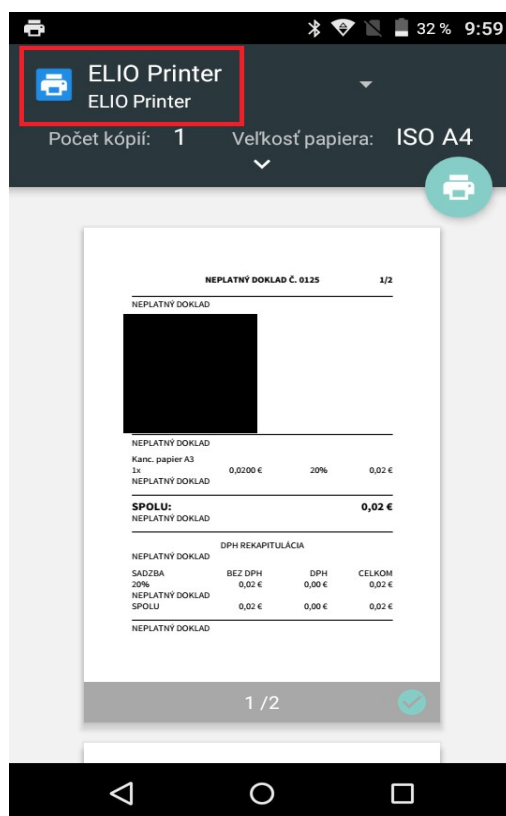 32 % 9:59
ELIO Printer
ELIO Printer
Počet kópií: 1 Veľkosť papiera: ISO A4
NEPLATNÝ DOKLAD Č. 0125 1/2
NEPLATNÝ DOKLAD
NEPLATNÝ DOKLAD
Kanc. papier A3
1x 0,0200 € 20% 0,02 €
NEPLATNÝ DOKLAD
SPOLU: 0,02 €
NEPLATNÝ DOKLAD
DPH REKAPITULÁCIA
NEPLATNÝ DOKLAD
SADZBA BEZ DPH DPH CELKOM
20% 0,02 € 0,00 € 0,02 €
NEPLATNÝ DOKLAD
SPOLU 0,02 € 0,00 € 0,02 €
NEPLATNÝ DOKLAD
1 /2